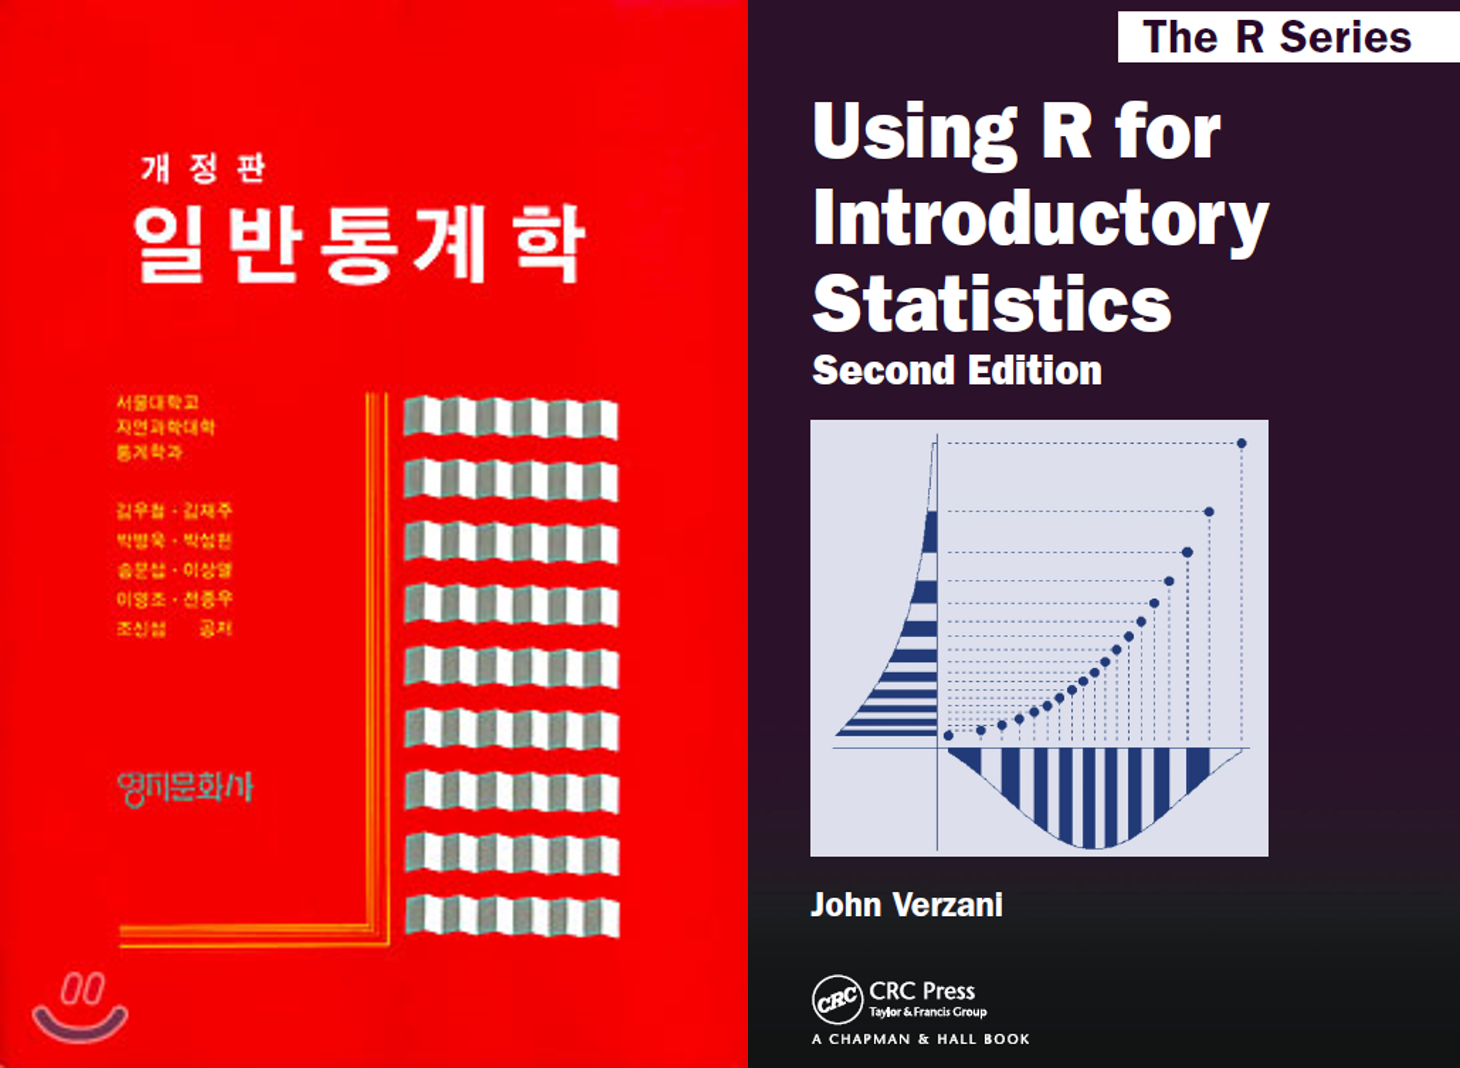 개정판
일반통계학
서울대학교
자연과학대학
통계학과
김우철 · 김재주
박병욱 · 박성현
송문섭 · 이상열
이영조 · 전종우
조신섭 공저
영지문화사
The R Series
Using R for
Introductory
Statistics
Second Edition
John Verzani
CRC
CRC Press
Taylor & Francis Group
A CHAPMAN & HALL BOOK